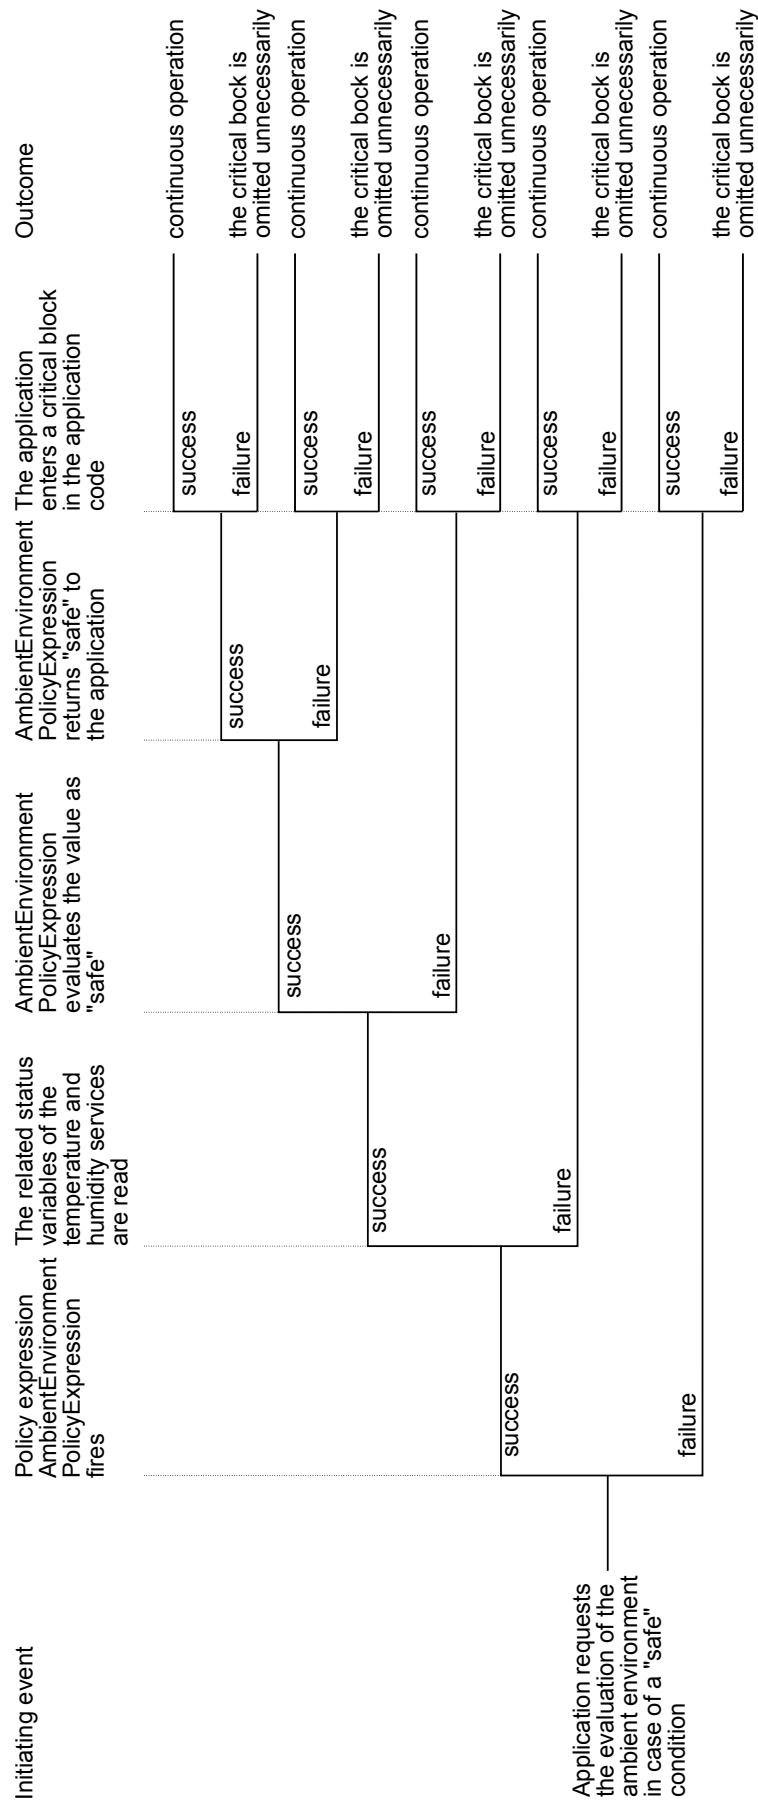 Initiating event
Policy expression
AmbientEnvironment
PolicyExpression
fires
The related status
variables of the
temperature and
humidity services
are read
AmbientEnvironment
PolicyExpression
evaluates the value as
"safe"
AmbientEnvironment
PolicyExpression
returns "safe" to
the application
The application
enters a critical block
in the application
code
Outcome
Application requests
the evaluation of the
ambient environment
in case of a "safe"
condition
success
failure
success
failure
success
failure
success
failure
success
failure
success
failure
success
failure
success
failure
success
failure
continuous operation
the critical bock is
omitted unnecessarily
continuous operation
the critical bock is
omitted unnecessarily
continuous operation
the critical bock is
omitted unnecessarily
continuous operation
the critical bock is
omitted unnecessarily
continuous operation
the critical bock is
omitted unnecessarily